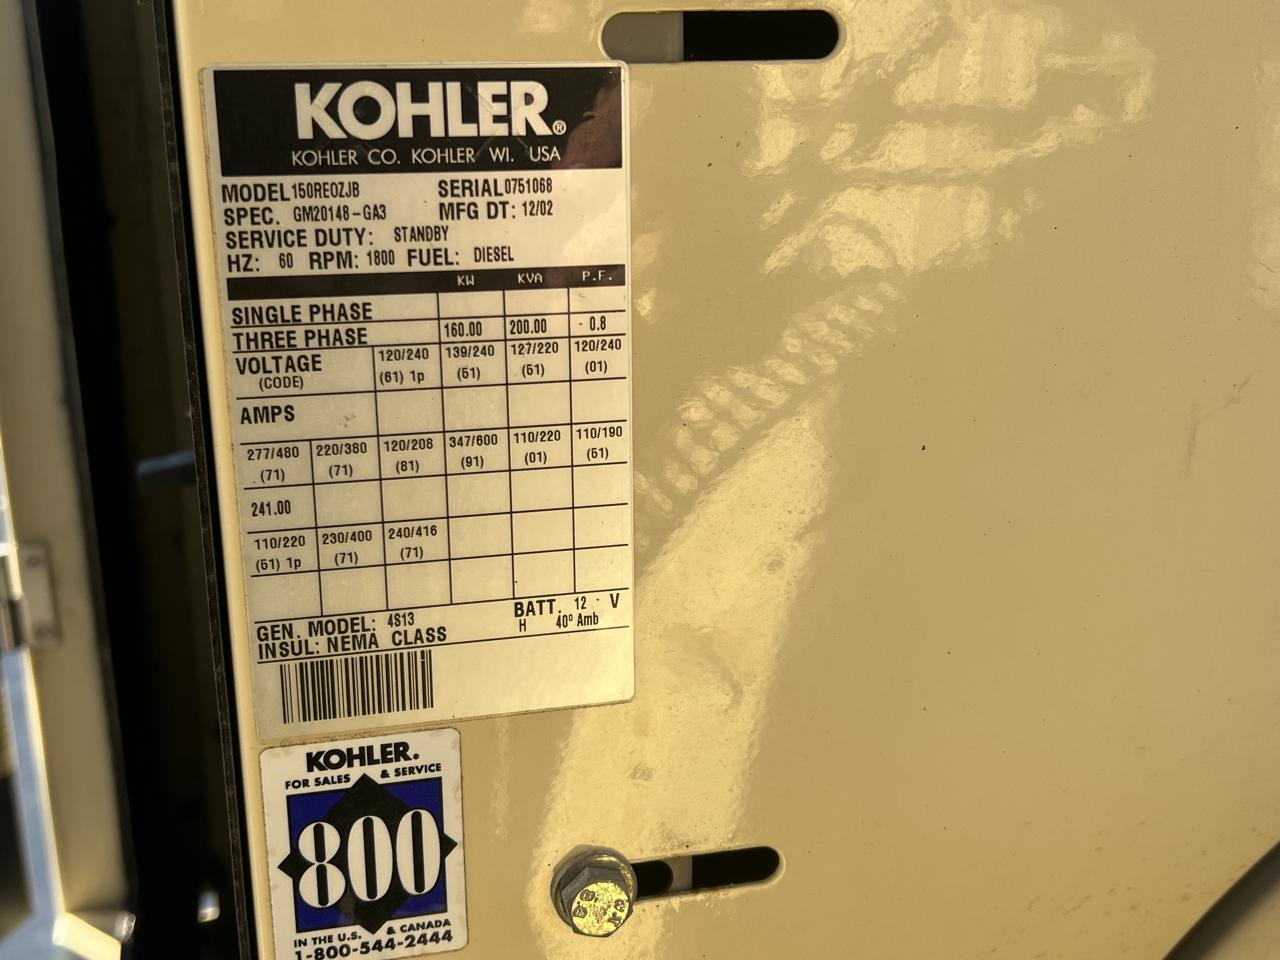 KOHLER®
KOHLER CO. KOHLER WI. USA
MODEL 150REOZJB SERIAL 0751068
SPEC. GM20148-GA3 MFG DT: 12/02
SERVICE DUTY: STANDBY
HZ: 60 RPM: 1800 FUEL: DIESEL
KW KVA P.F.
SINGLE PHASE
THREE PHASE 160.00 200.00 0.8
VOLTAGE 120/240 139/240 127/220 120/240
(CODE) (61) 1p (51) (51) (01)
AMPS
277/480 220/380 120/208 347/600 110/220 110/190
(71) (71) (81) (91) (01) (51)
241.00
110/220 230/400 240/416
(51) 1p (71) (71)
GEN. MODEL: 4S13 BATT. 12 V
INSUL: NEMA CLASS H 40º Amb
KOHLER®
FOR SALES & SERVICE
800
IN THE U.S. & CANADA
1-800-544-2444